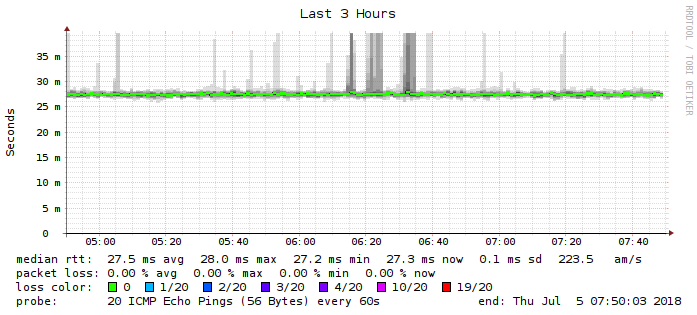 Last 3 Hours
RRDTOOL / TOBI OETIKER
Seconds
35 m
30 m
25 m
20 m
15 m
10 m
5 m
0
05:00 05:20 05:40 06:00 06:20 06:40 07:00 07:20 07:40
median rtt: 27.5 ms avg 28.0 ms max 27.2 ms min 27.3 ms now 0.1 ms sd 223.5 am/s
packet loss: 0.00 % avg 0.00 % max 0.00 % min 0.00 % now
loss color: 0 1/20 2/20 3/20 4/20 10/20 19/20
probe: 20 ICMP Echo Pings (56 Bytes) every 60s end: Thu Jul 5 07:50:03 2018